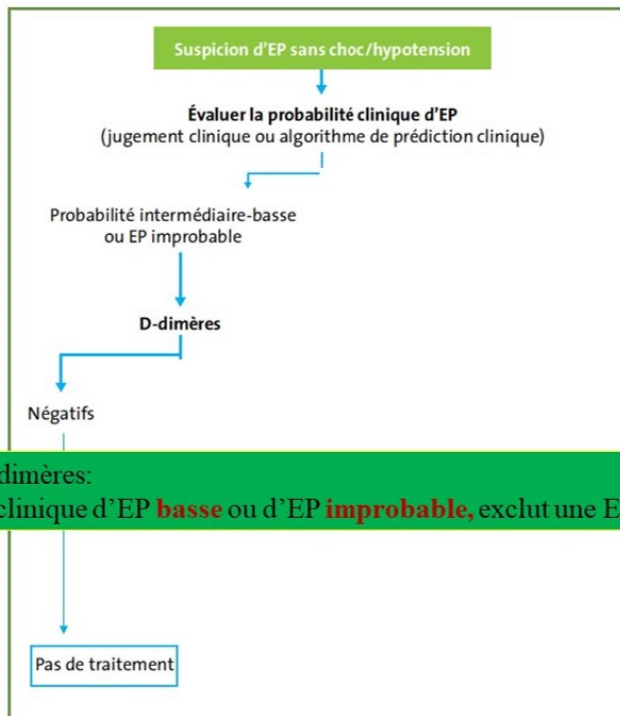 Suspicion d’EP sans choc/hypotension
Évaluer la probabilité clinique d’EP
(jugement clinique ou algorithme de prédiction clinique)
Probabilité intermédiaire-basse
ou EP improbable
D-dimères
Négatifs
dimères:
clinique d’EP basse ou d’EP improbable, exclut une E
Pas de traitement